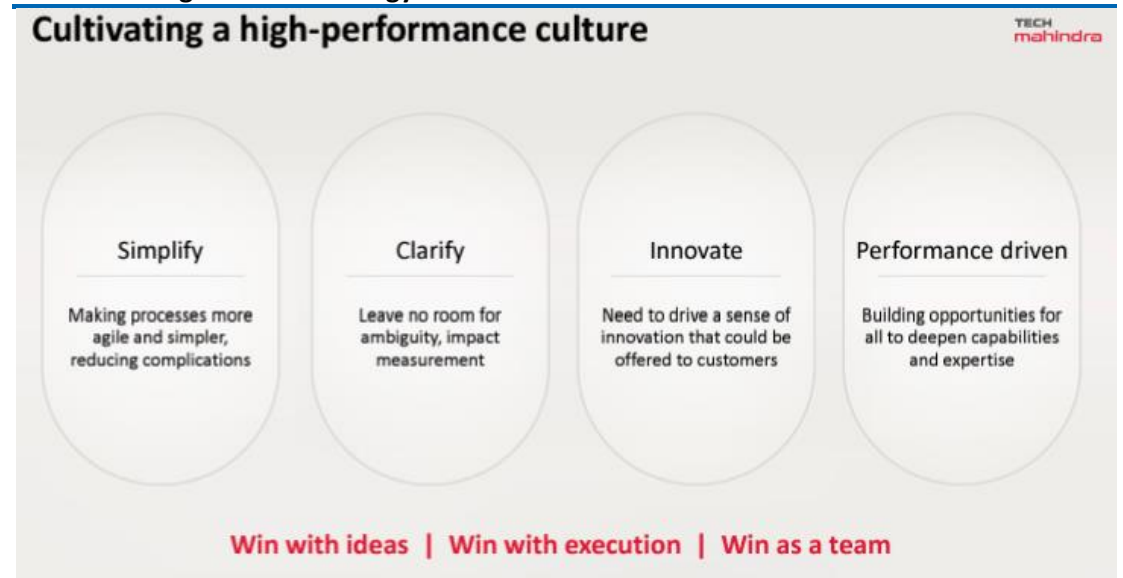 Cultivating a high-performance culture
TECH
mahindra
Simplify
Making processes more
agile and simpler,
reducing complications
Clarify
Leave no room for
ambiguity, impact
measurement
Innovate
Need to drive a sense of
innovation that could be
offered to customers
Performance driven
Building opportunities for
all to deepen capabilities
and expertise
Win with ideas | Win with execution | Win as a team